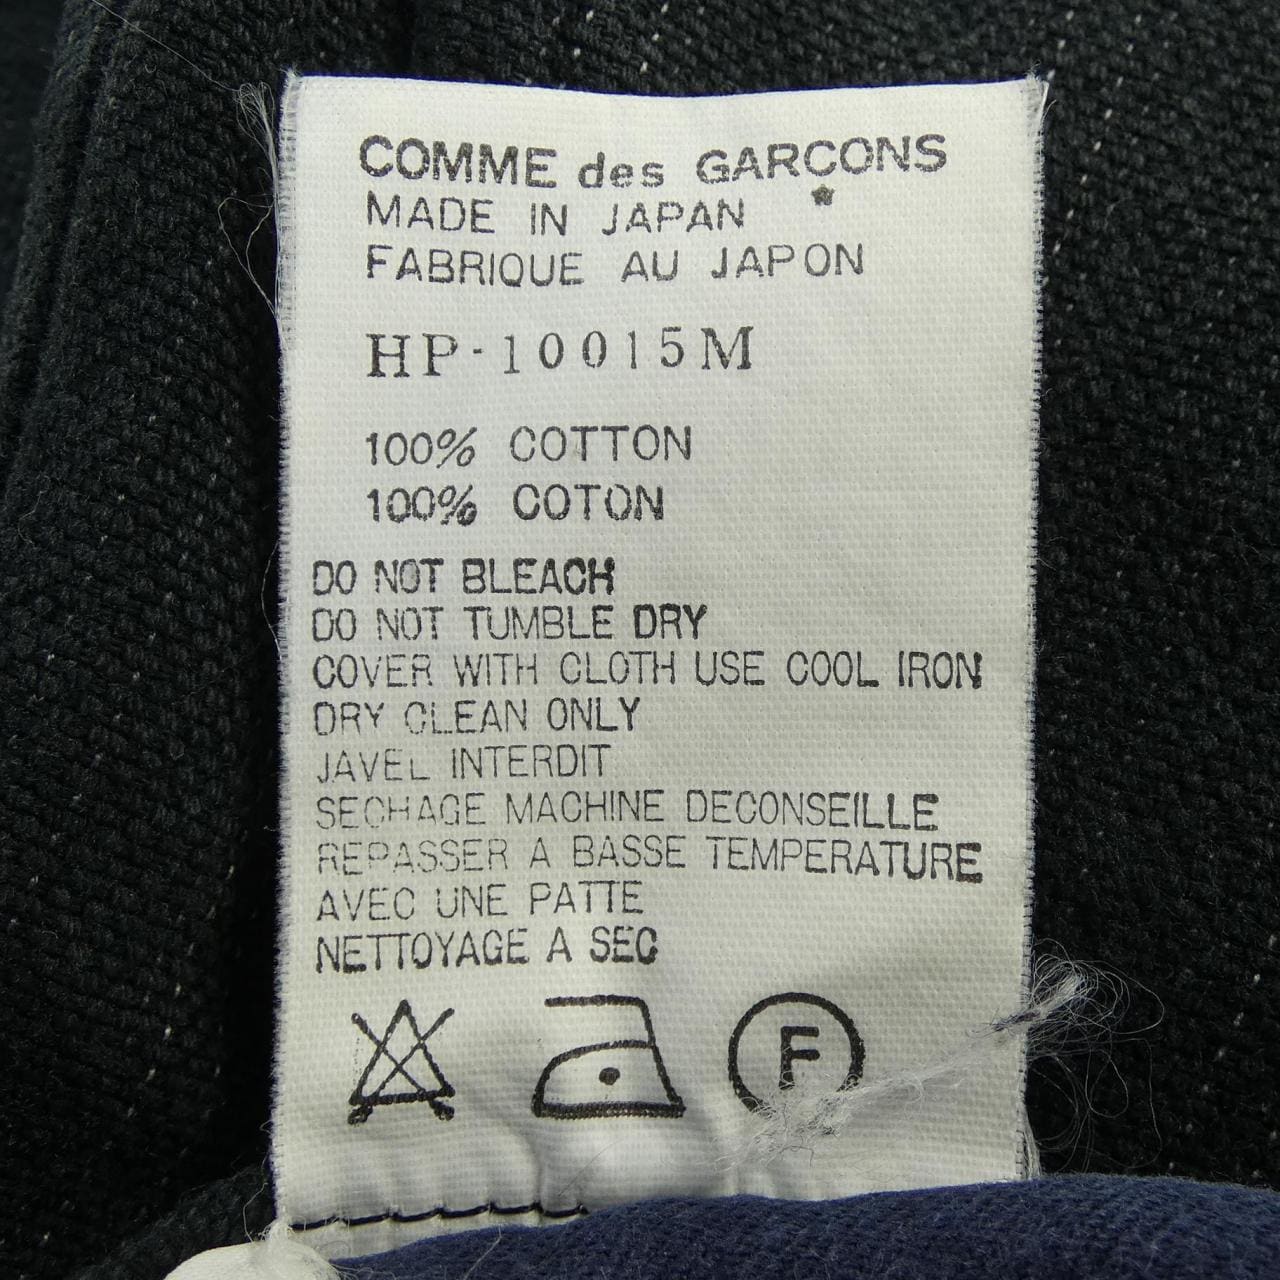 COMME des GARCONS
MADE IN JAPAN
FABRIQUE AU JAPON
HP-10015M
100% COTTON
100% COTON
DO NOT BLEACH
DO NOT TUMBLE DRY
COVER WITH CLOTH USE COOL IRON
DRY CLEAN ONLY
JAVEL INTERDIT
SECHAGE MACHINE DECONSEILLE
REPASSER A BASSE TEMPERATURE
AVEC UNE PATTE
NETTOYAGE A SEC
F